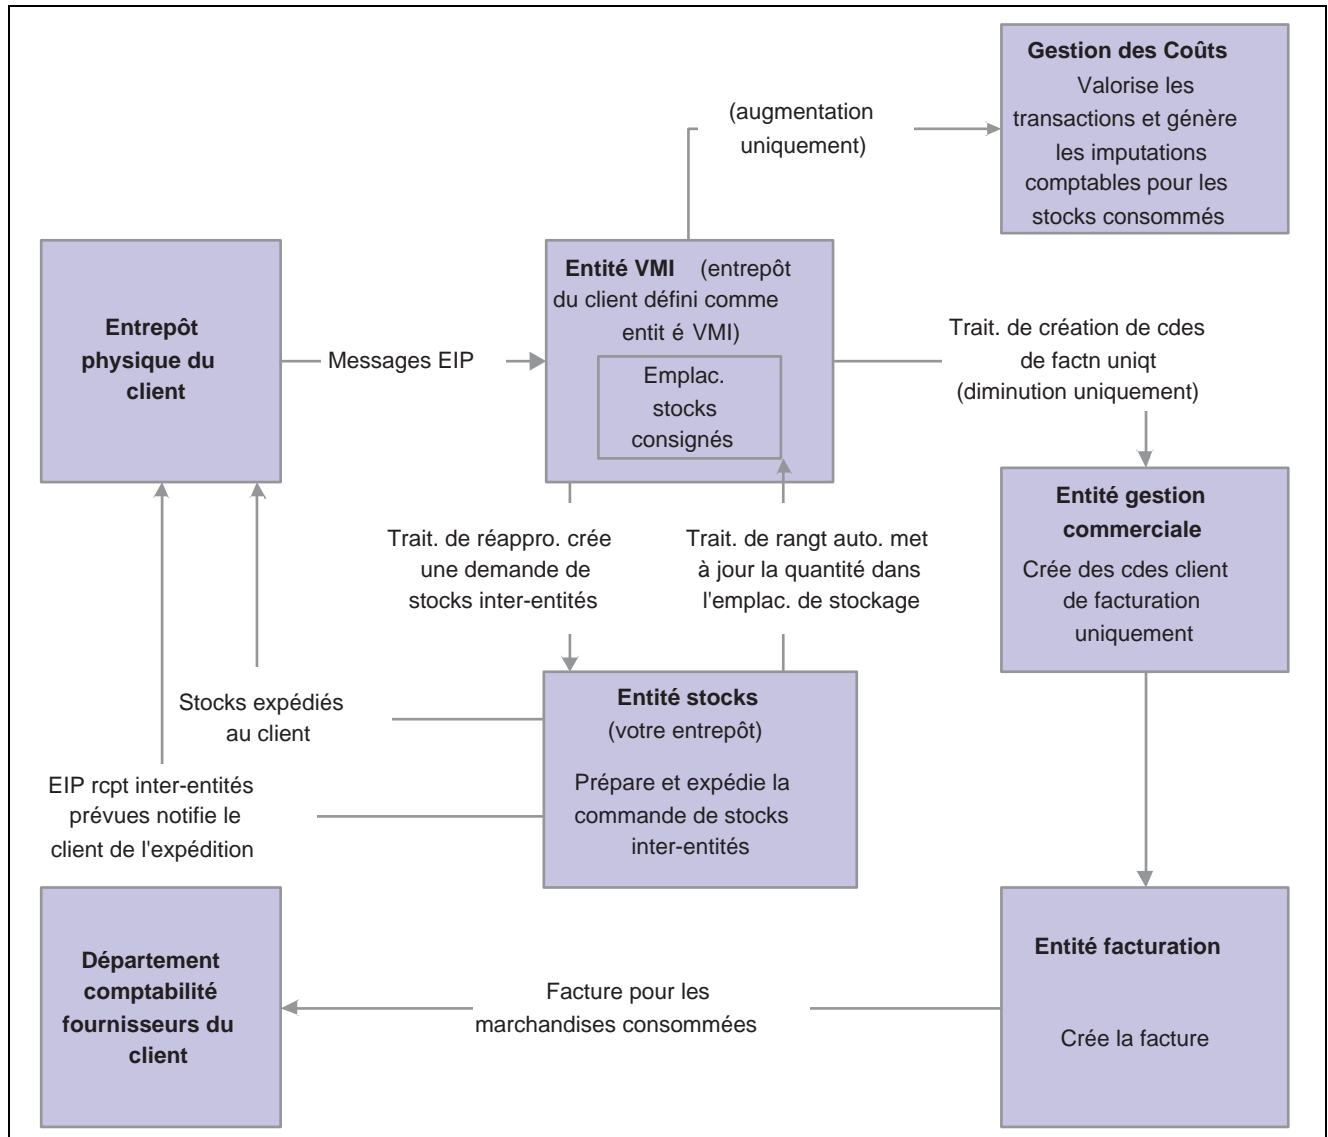 Gestion des Coûts
Valorise les
transactions et génère
les imputations
comptables pour les
stocks consommés
(augmentation
uniquement)
Entrepôt
physique du
client
Messages EIP
Entité VMI (entrepôt
du client défini comme
entit é VMI)
Emplac.
stocks
consignés
Trait. de création de cdes
de factn uniqt
(diminution uniquement)
Trait. de réappro. crée
une demande de
stocks inter-entités
Trait. de rangt auto. met
à jour la quantité dans
l'emplac. de stockage
Entité gestion
commerciale
Crée des cdes client
de facturation
uniquement
Stocks expédiés
au client
Entité stocks
(votre entrepôt)
Prépare et expédie la
commande de stocks
inter-entités
EIP rcpt inter-entités
prévues notifie le
client de l'expédition
Département
comptabilité
fournisseurs du
client
Facture pour les
marchandises consommées
Entité facturation
Crée la facture